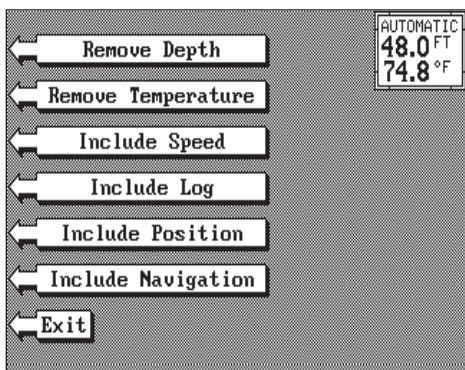 AUTOMATIC
48.0 FT
74.8 °F
Remove Depth
Remove Temperature
Include Speed
Include Log
Include Position
Include Navigation
Exit